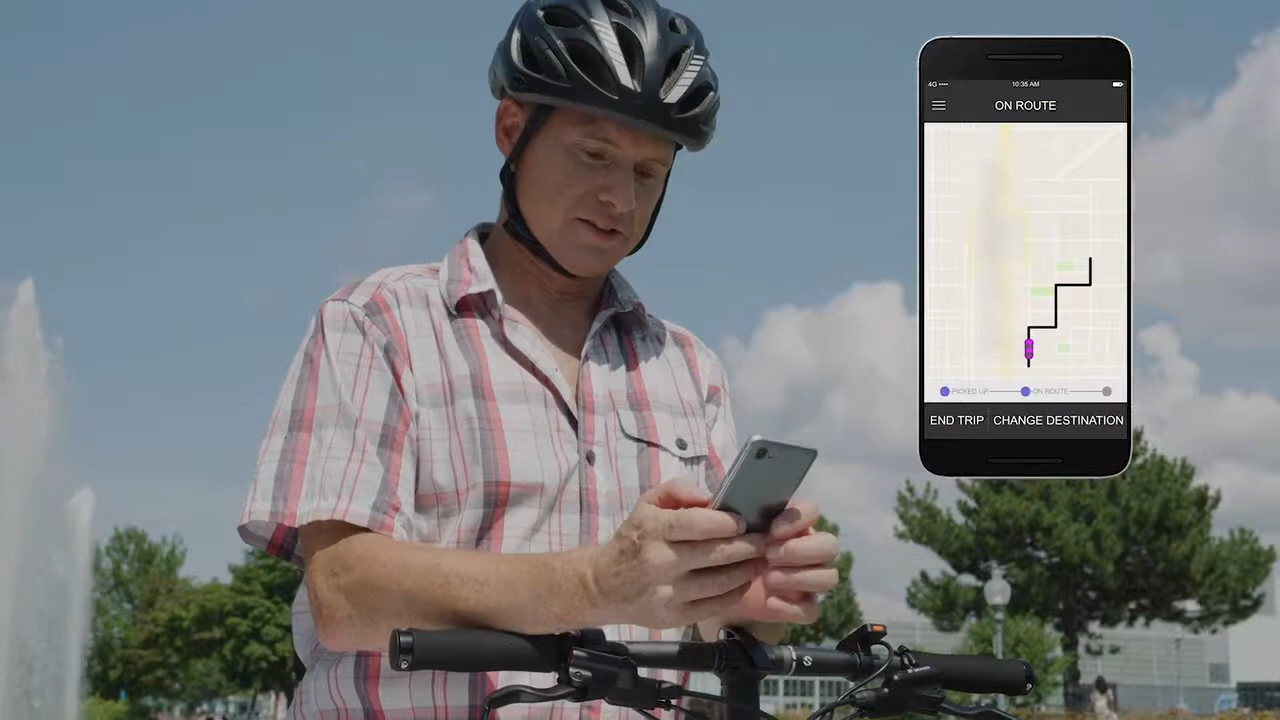 4G
10:35 AM
ON ROUTE
PICKED UP ON ROUTE
END TRIP CHANGE DESTINATION